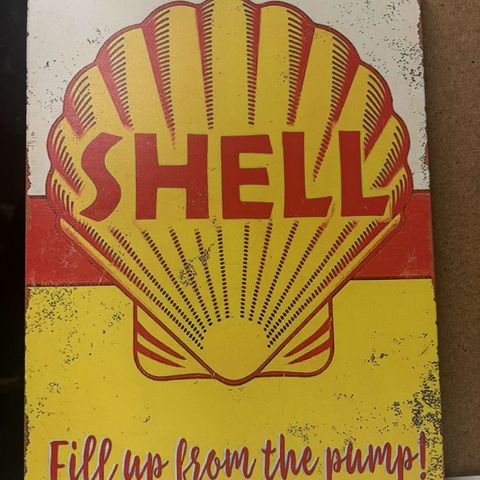 SHELL
Fill up from the pump!